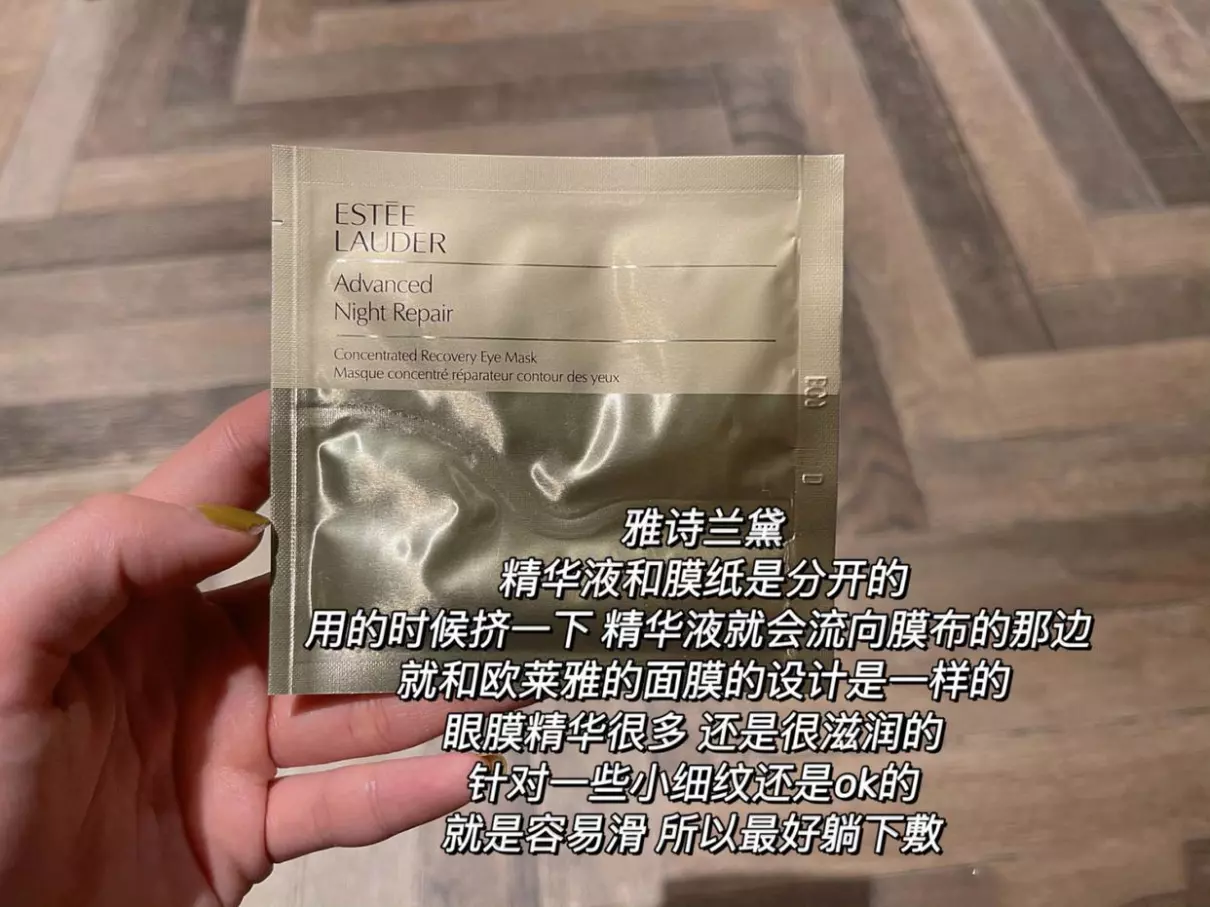 ESTĒE
LAUDER
Advanced
Night Repair
Concentrated Recovery Eye Mask
Masque concentré réparateur contour des yeux
雅诗兰黛
精华液和膜纸是分开的
用的时候挤一下 精华液就会流向膜布的那边
就和欧莱雅的面膜的设计是一样的
眼膜精华很多 还是很滋润的
针对一些小细纹还是ok的
就是容易滑 所以最好躺下敷